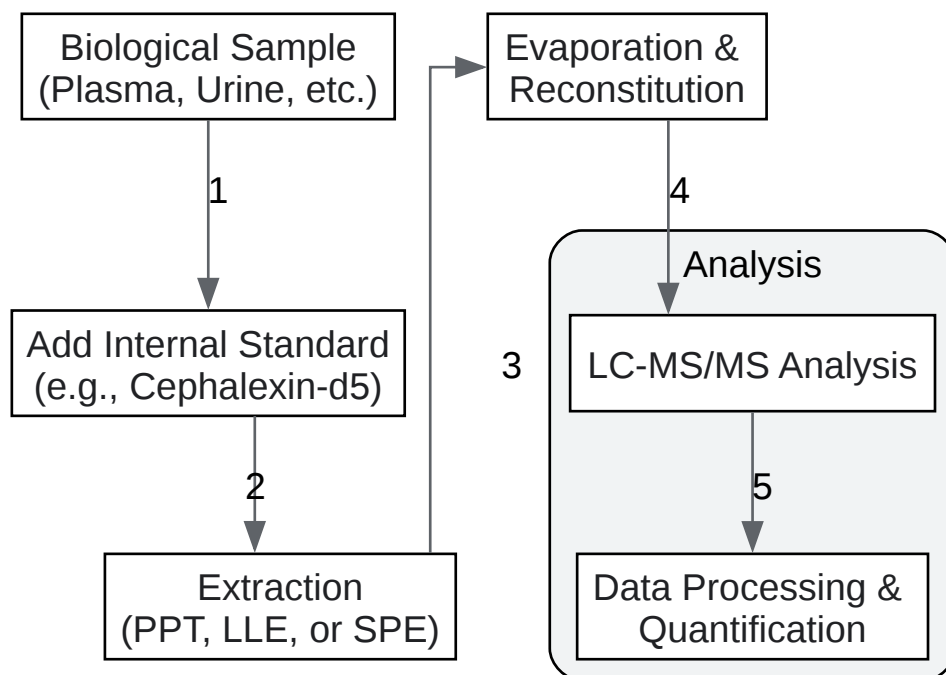 Biological Sample
(Plasma, Urine, etc.)
1
Add Internal Standard
(e.g., Cephalexin-d5)
2
Extraction
(PPT, LLE, or SPE)
3
Evaporation &
Reconstitution
4
Analysis
LC-MS/MS Analysis
5
Data Processing &
Quantification